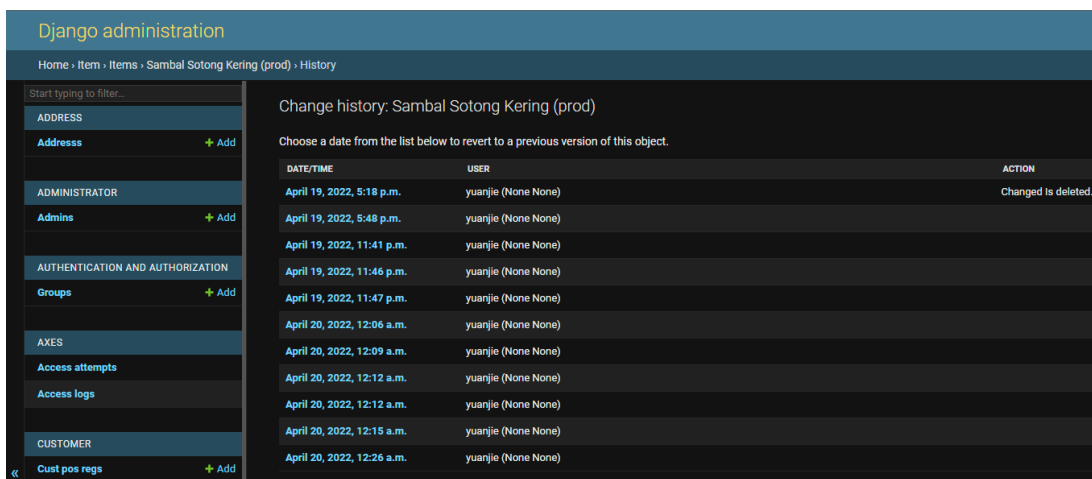 Django administration
Home › Item › Items › Sambal Sotong Kering (prod) › History
Start typing to filter...
ADDRESS
Addresss + Add
ADMINISTRATOR
Admins + Add
AUTHENTICATION AND AUTHORIZATION
Groups + Add
AXES
Access attempts
Access logs
CUSTOMER
Cust pos regs + Add
«
Change history: Sambal Sotong Kering (prod)
Choose a date from the list below to revert to a previous version of this object.
DATE/TIME USER ACTION
April 19, 2022, 5:18 p.m. yuanjie (None None) Changed Is deleted.
April 19, 2022, 5:48 p.m. yuanjie (None None)
April 19, 2022, 11:41 p.m. yuanjie (None None)
April 19, 2022, 11:46 p.m. yuanjie (None None)
April 19, 2022, 11:47 p.m. yuanjie (None None)
April 20, 2022, 12:06 a.m. yuanjie (None None)
April 20, 2022, 12:09 a.m. yuanjie (None None)
April 20, 2022, 12:12 a.m. yuanjie (None None)
April 20, 2022, 12:12 a.m. yuanjie (None None)
April 20, 2022, 12:15 a.m. yuanjie (None None)
April 20, 2022, 12:26 a.m. yuanjie (None None)